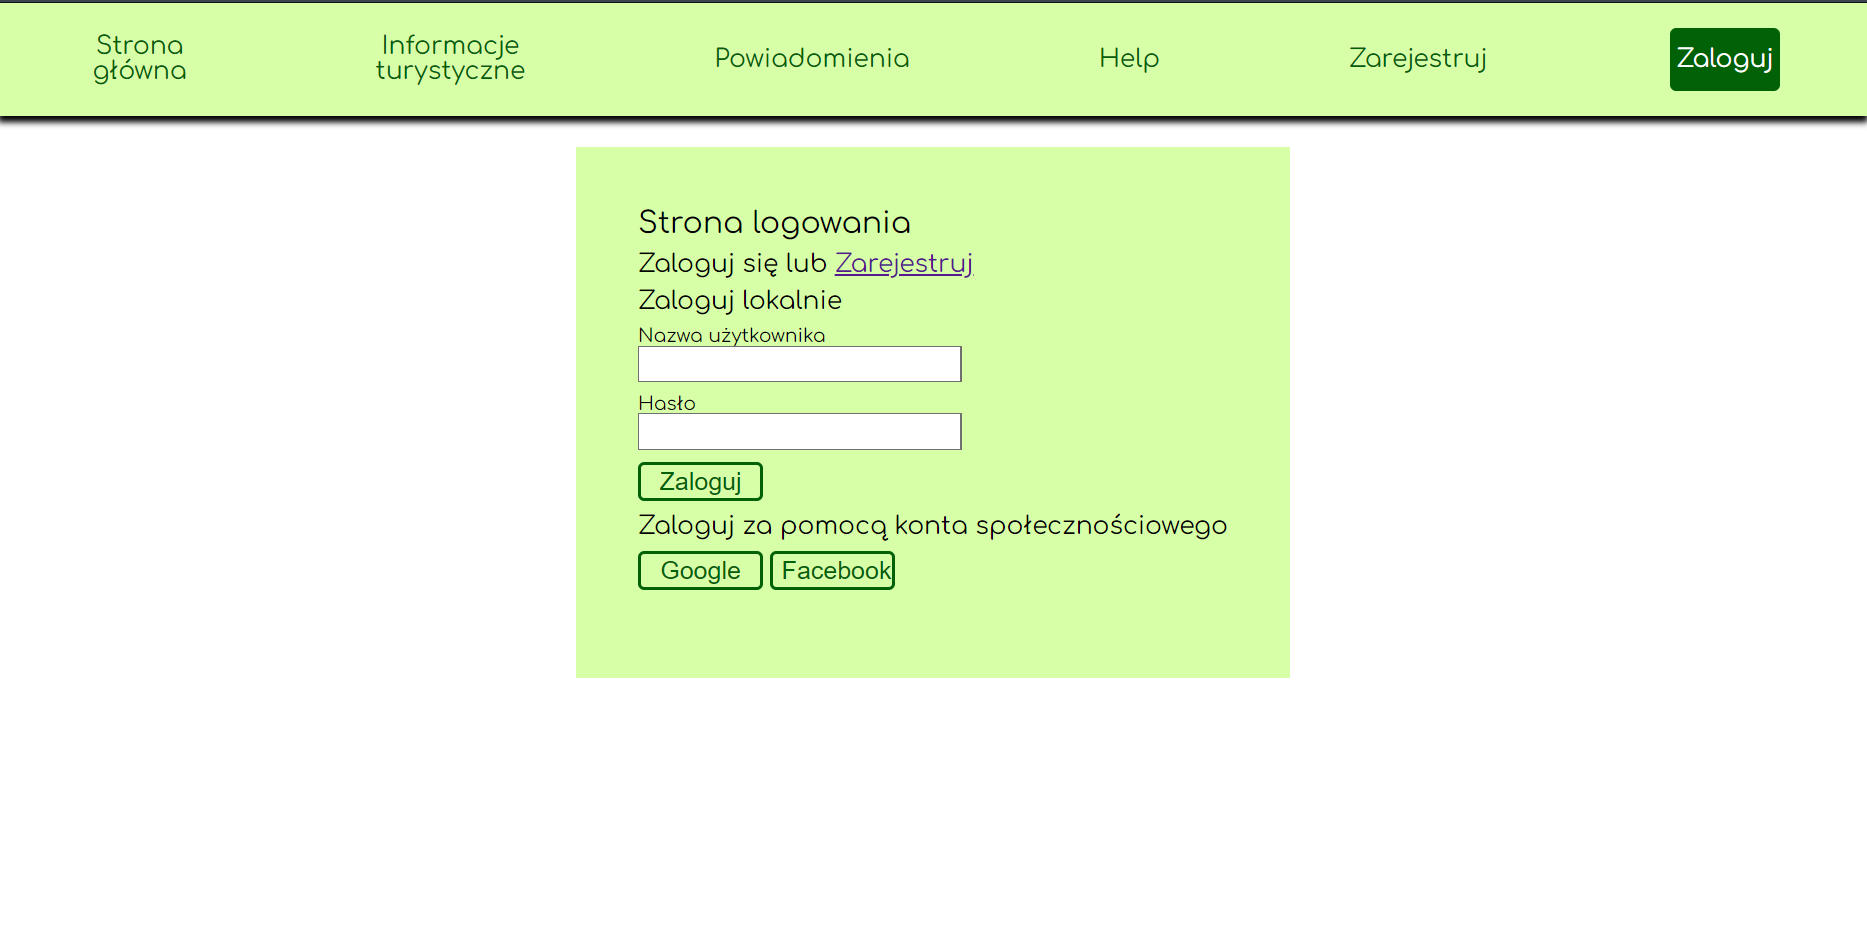 Strona
główna
Informacje
turystyczne
Powiadomienia
Help
Zarejestruj
Zaloguj
Strona logowania
Zaloguj się lub Zarejestruj
Zaloguj lokalnie
Nazwa użytkownika
Hasło
Zaloguj
Zaloguj za pomocą konta społecznościowego
Google Facebook